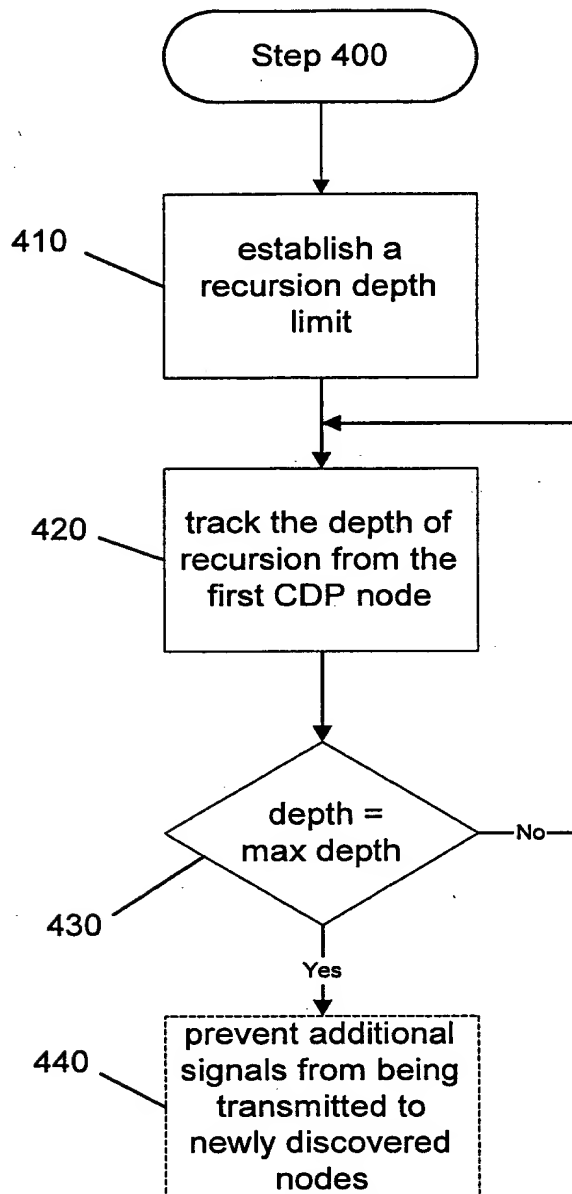 Step 400
410
establish a
recursion depth
limit
420
track the depth of
recursion from the
first CDP node
depth =
max depth
No
430
Yes
440
prevent additional
signals from being
transmitted to
newly discovered
nodes